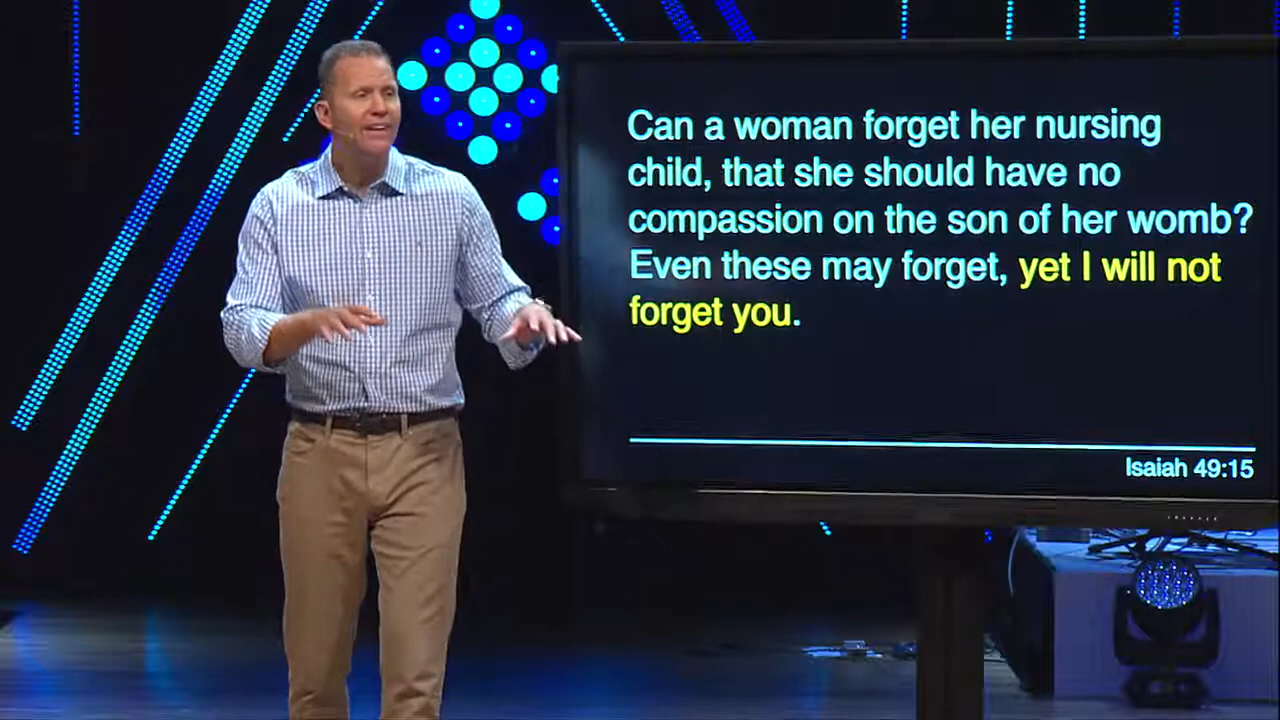 Can a woman forget her nursing
child, that she should have no
compassion on the son of her womb?
Even these may forget, yet I will not
forget you.
Isaiah 49:15